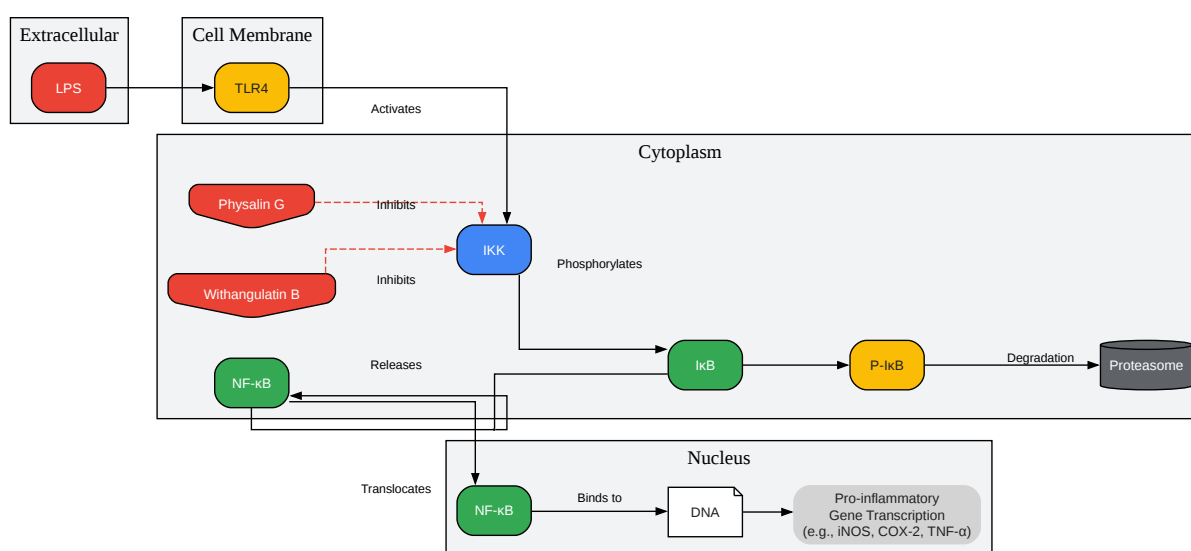 Extracellular
Cell Membrane
LPS
TLR4
Activates
Cytoplasm
Physalin G
Inhibits
IKK
Phosphorylates
Withangulatin B
Inhibits
Releases
NF-κB
IκB
P-IκB
Degradation
Proteasome
Nucleus
Translocates
NF-κB
Binds to
DNA
Pro-inflammatory
Gene Transcription
(e.g., iNOS, COX-2, TNF-α)